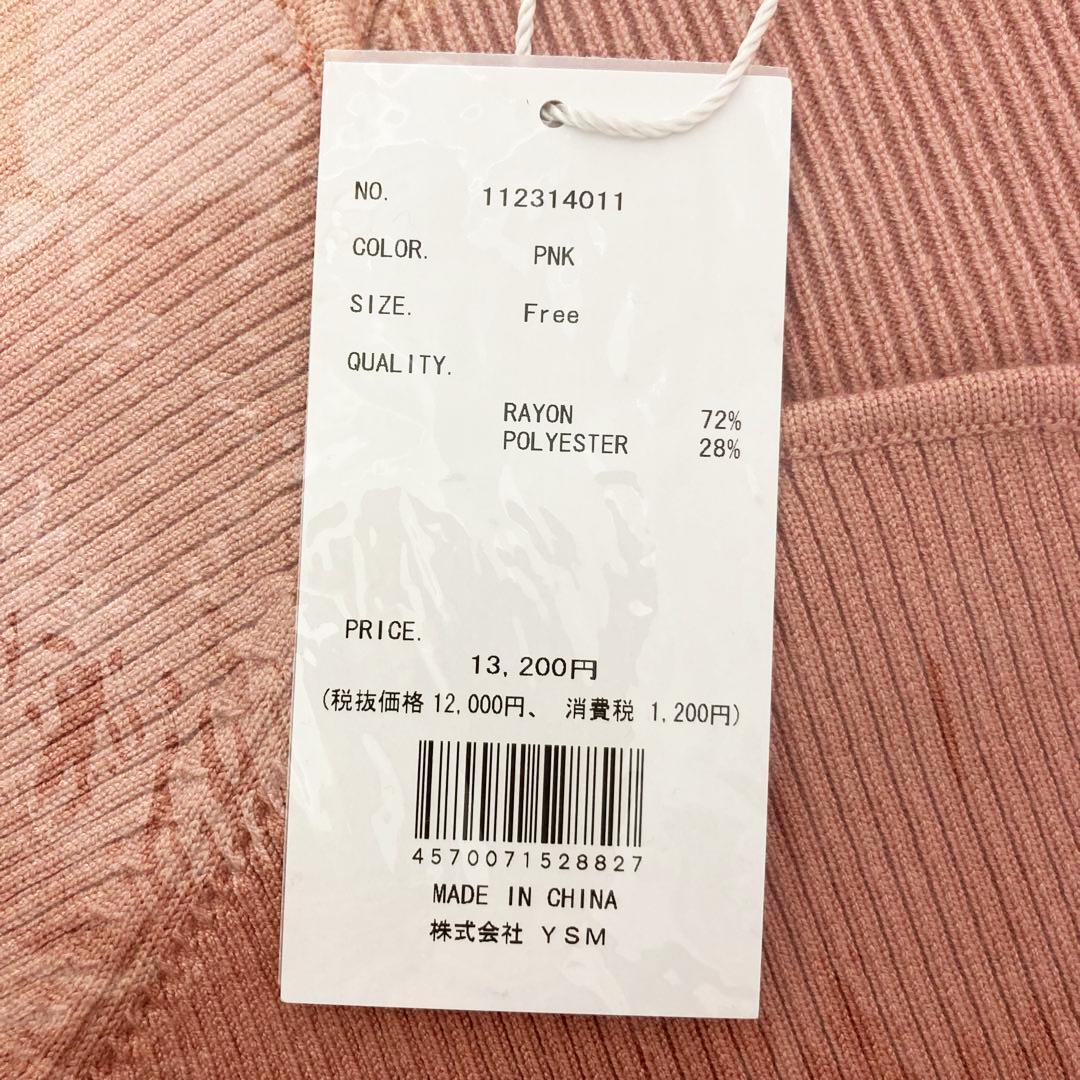 NO. 112314011
COLOR. PNK
SIZE. Free
QUALITY.
RAYON 72%
POLYESTER 28%
PRICE.
13,200円
(税抜価格 12,000円、 消費税 1,200円)
4570071528827
MADE IN CHINA
株式会社 YSM